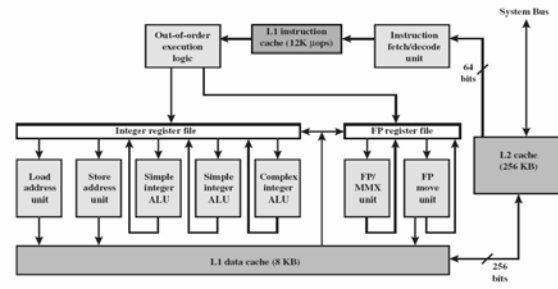 System Bus
Out-of-order
execution
logic
L1 instruction
cache (12K µops)
Instruction
fetch/decode
unit
64
bits
Integer register file
FP register file
L2 cache
(256 KB)
Load
address
unit
Store
address
unit
Simple
integer
ALU
Simple
integer
ALU
Complex
integer
ALU
FP/
MMX
unit
FP
move
unit
L1 data cache (8 KB)
256
bits